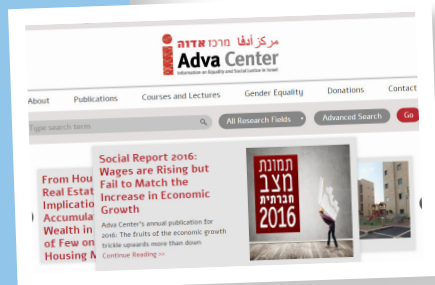 مركز أدفا מרכז אדוה
Adva Center
Information on Equality and Social Justice in Israel
About
Publications
Courses and Lectures
Gender Equality
Donations
Contact
Type search term
All Research Fields
Advanced Search
Go
From Hou
Real Estat
Implicatio
Accumula
Wealth in
of Few on
Housing M
Social Report 2016:
Wages are Rising but
Fail to Match the
Increase in Economic
Growth
Adva Center's annual publication for
2016: The fruits of the economic growth
trickle upwards more than down
Continue Reading >>
תמונת
מצב
חברתית
2016